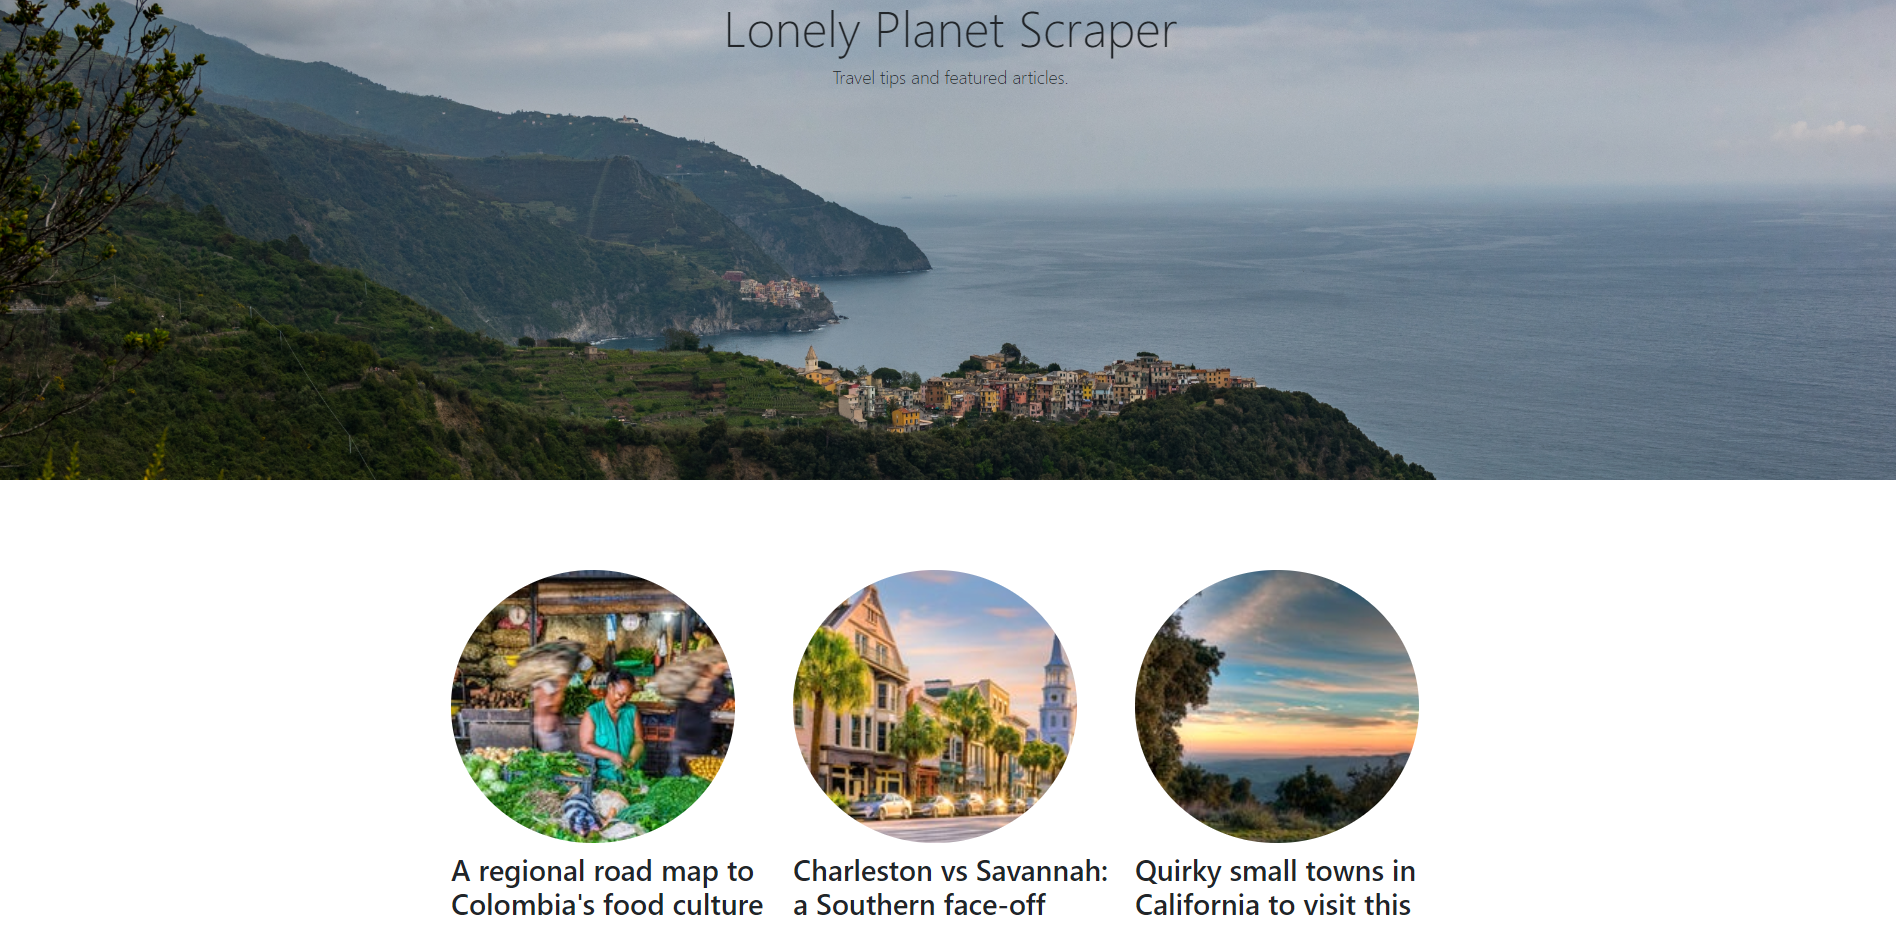 Lonely Planet Scraper
Travel tips and featured articles.
A regional road map to
Colombia's food culture
Charleston vs Savannah:
a Southern face-off
Quirky small towns in
California to visit this